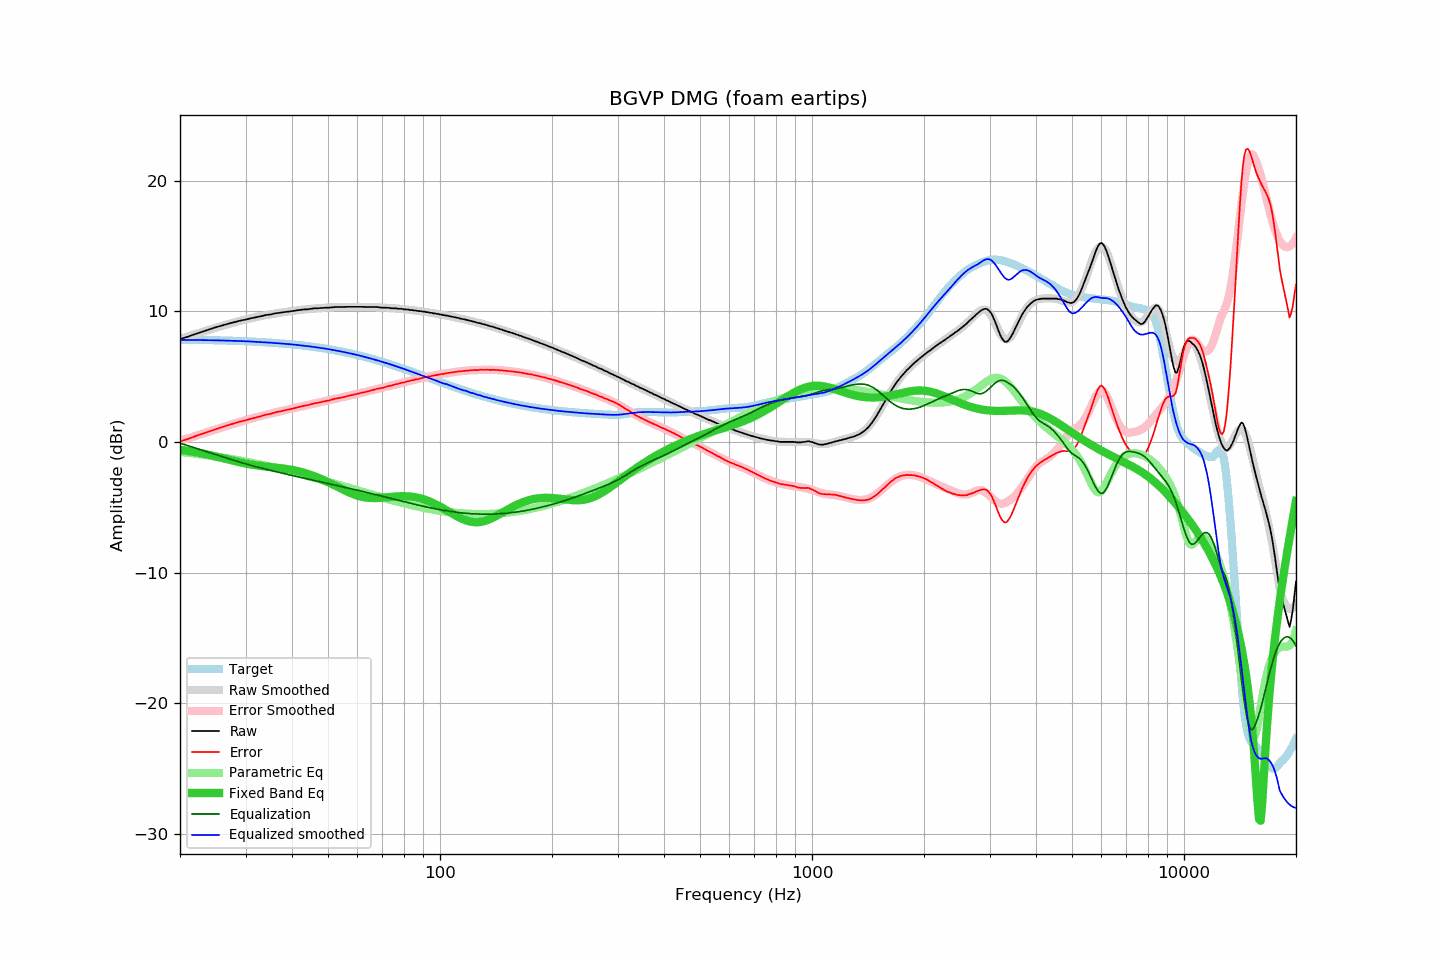 BGVP DMG (foam eartips)
Amplitude (dBr)
20
10
0
−10
−20
−30
Target
Raw Smoothed
Error Smoothed
Raw
Error
Parametric Eq
Fixed Band Eq
Equalization
Equalized smoothed
100
1000
10000
Frequency (Hz)